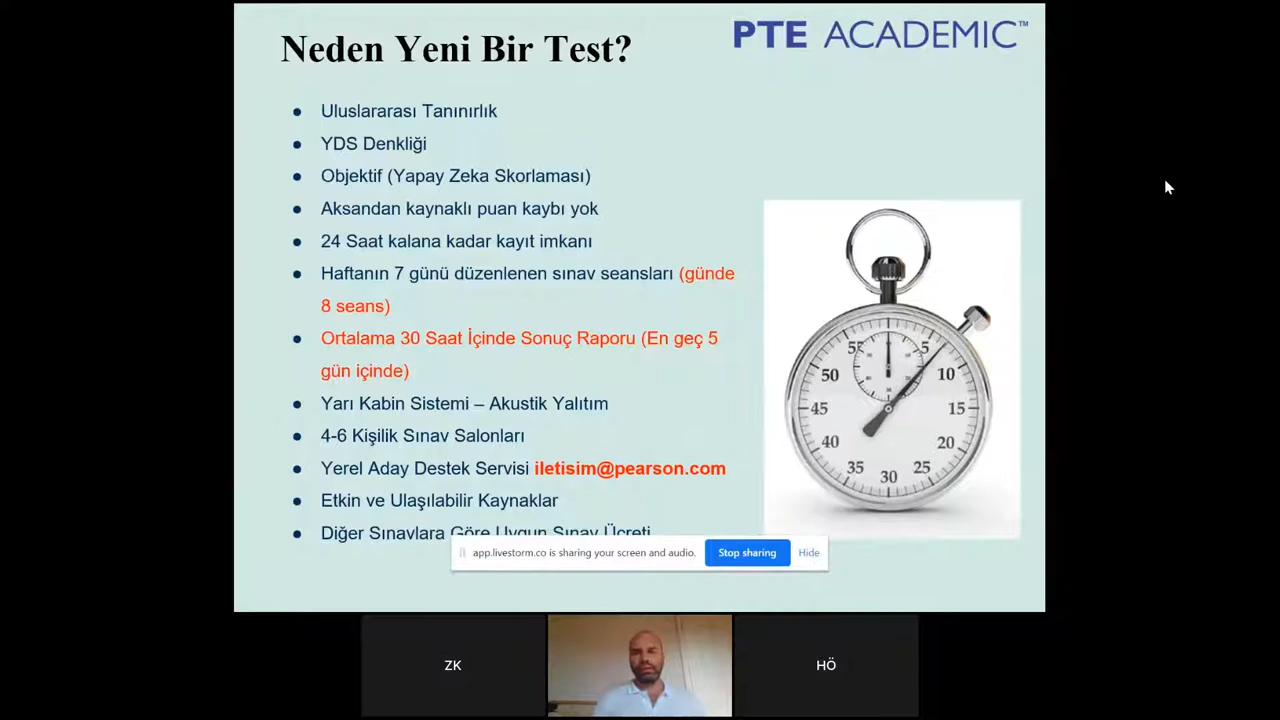 Neden Yeni Bir Test?
PTE ACADEMIC™
● Uluslararası Tanınırlık
● YDS Denkliği
● Objektif (Yapay Zeka Skorlaması)
● Aksandan kaynaklı puan kaybı yok
● 24 Saat kalana kadar kayıt imkanı
● Haftanın 7 günü düzenlenen sınav seansları (günde
8 seans)
● Ortalama 30 Saat İçinde Sonuç Raporu (En geç 5
gün içinde)
● Yarı Kabin Sistemi – Akustik Yalıtım
● 4-6 Kişilik Sınav Salonları
● Yerel Aday Destek Servisi iletisim@pearson.com
● Etkin ve Ulaşılabilir Kaynaklar
● Diğer Sınavlara Göre Uygun Sınav Ücreti
55 5
50 10
45 15
40 20
35 25
30
app.livestorm.co is sharing your screen and audio. Stop sharing Hide
ZK HÖ